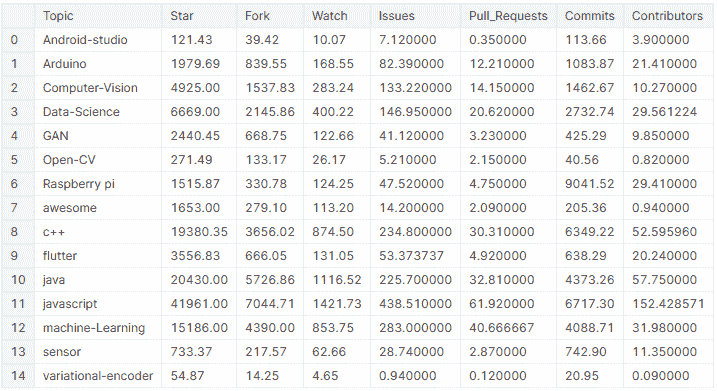 Topic Star Fork Watch Issues Pull_Requests Commits Contributors
0 Android-studio 121.43 39.42 10.07 7.120000 0.350000 113.66 3.900000
1 Arduino 1979.69 839.55 168.55 82.390000 12.210000 1083.87 21.410000
2 Computer-Vision 4925.00 1537.83 283.24 133.220000 14.150000 1462.67 10.270000
3 Data-Science 6669.00 2145.86 400.22 146.950000 20.620000 2732.74 29.561224
4 GAN 2440.45 668.75 122.66 41.120000 3.230000 425.29 9.850000
5 Open-CV 271.49 133.17 26.17 5.210000 2.150000 40.56 0.820000
6 Raspberry pi 1515.87 330.78 124.25 47.520000 4.750000 9041.52 29.410000
7 awesome 1653.00 279.10 113.20 14.200000 2.090000 205.36 0.940000
8 c++ 19380.35 3656.02 874.50 234.800000 30.310000 6349.22 52.595960
9 flutter 3556.83 666.05 131.05 53.373737 4.920000 638.29 20.240000
10 java 20430.00 5726.86 1116.52 225.700000 32.810000 4373.26 57.750000
11 javascript 41961.00 7044.71 1421.73 438.510000 61.920000 6717.30 152.428571
12 machine-Learning 15186.00 4390.00 853.75 283.000000 40.666667 4088.71 31.980000
13 sensor 733.37 217.57 62.66 28.740000 2.870000 742.90 11.350000
14 variational-encoder 54.87 14.25 4.65 0.940000 0.120000 20.95 0.090000